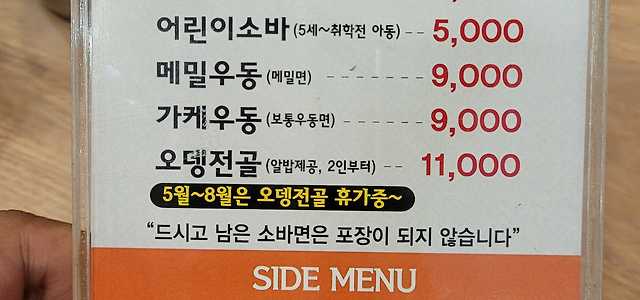 어린이소바 (5세~취학전 아동) -- 5,000
메밀우동 (메밀면) ---------- 9,000
가케우동 (보통우동면) ------- 9,000
오뎅전골 (알밥제공, 2인부터) -- 11,000
5월~8월은 오뎅전골 휴가중~
"드시고 남은 소바면은 포장이 되지 않습니다"
SIDE MENU